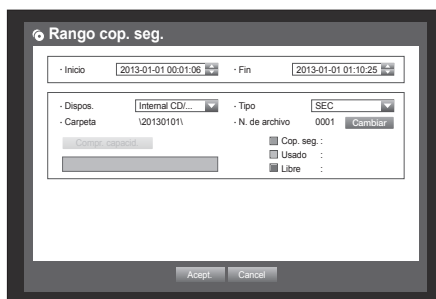 Rango cop. seg.
· Inicio 2013-01-01 00:01:06 · Fin 2013-01-01 01:10:25
· Dispos. Internal CD/... · Tipo SEC
· Carpeta \20130101\ · N. de archivo 0001 Cambiar
Compr. capacid. Cop. seg. :
Usado :
Libre :
Acept. Cancel